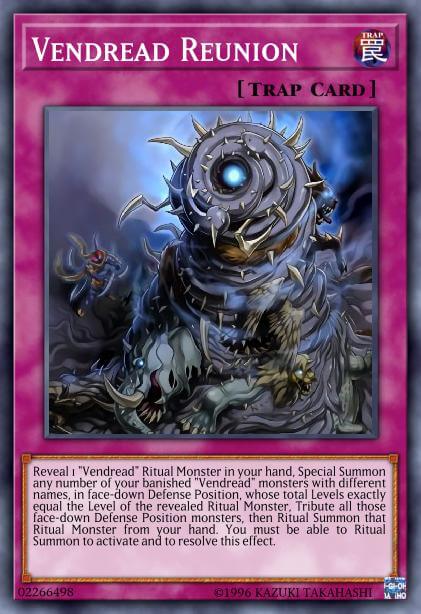 Vendread Reunion
TRAP
罠
[Trap Card]
Reveal 1 "Vendread" Ritual Monster in your hand, Special Summon
any number of your banished "Vendread" monsters with different
names, in face-down Defense Position, whose total Levels exactly
equal the Level of the revealed Ritual Monster, Tribute all those
face-down Defense Position monsters, then Ritual Summon that
Ritual Monster from your hand. You must be able to Ritual
Summon to activate and to resolve this effect.
02266498
©1996 KAZUKI TAKAHASHI